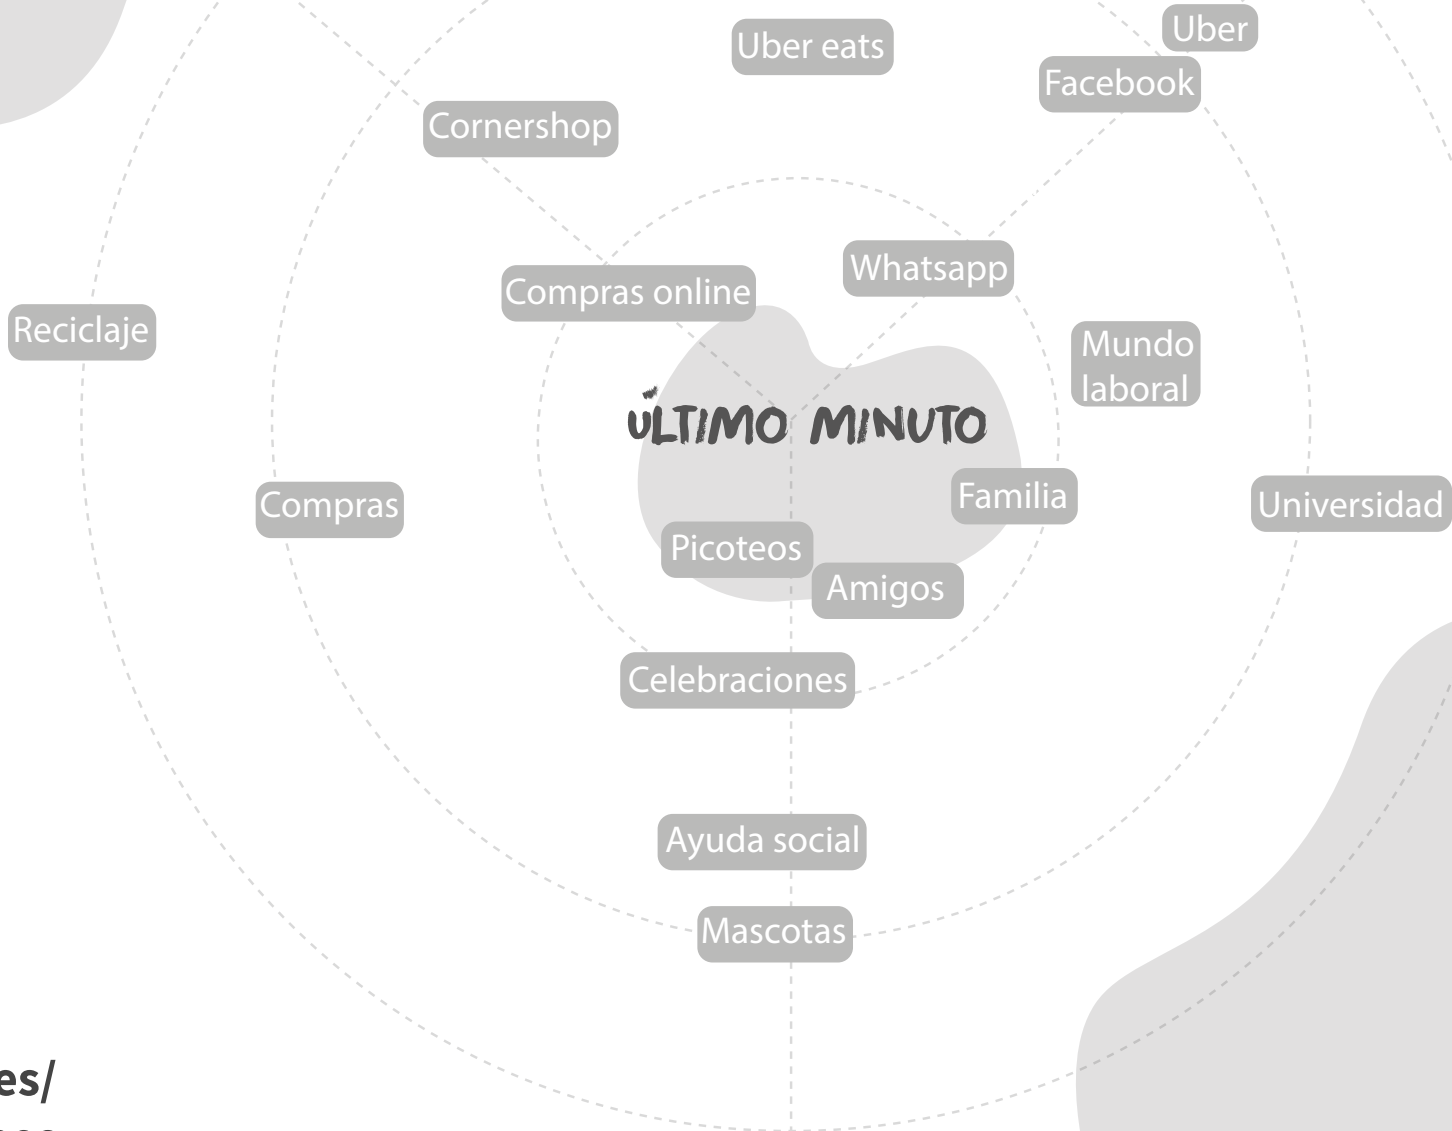 Uber
Uber eats
Facebook
Cornershop
Whatsapp
Compras online
Reciclaje
Mundo
laboral
ÚLTIMO MINUTO
Compras
Familia
Universidad
Picoteos
Amigos
Celebraciones
Ayuda social
Mascotas
es/